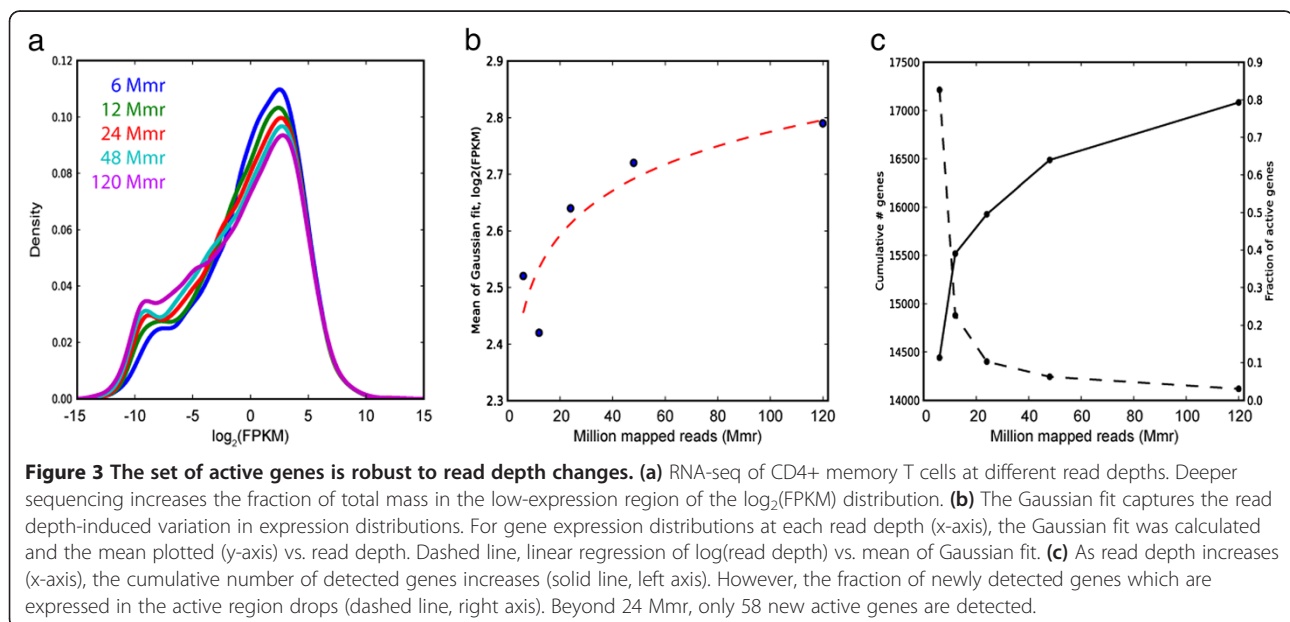 a
0.12
0.10
0.08
0.06
0.04
0.02
0.00
Density
6 Mmr
12 Mmr
24 Mmr
48 Mmr
120 Mmr
-15 -10 -5 0 5 10 15
log2(FPKM)
b
2.9
2.8
2.7
2.6
2.5
2.4
2.3
Mean of Gaussian fit, log2(FPKM)
0 20 40 60 80 100 120
Million mapped reads (Mmr)
c
17500
17000
16500
16000
15500
15000
14500
14000
Cumulative # genes
0.9
0.8
0.7
0.6
0.5
0.4
0.3
0.2
0.1
0.0
Fraction of active genes
0 20 40 60 80 100 120
Million mapped reads (Mmr)
Figure 3 The set of active genes is robust to read depth changes. (a) RNA-seq of CD4+ memory T cells at different read depths. Deeper
sequencing increases the fraction of total mass in the low-expression region of the log2(FPKM) distribution. (b) The Gaussian fit captures the read
depth-induced variation in expression distributions. For gene expression distributions at each read depth (x-axis), the Gaussian fit was calculated
and the mean plotted (y-axis) vs. read depth. Dashed line, linear regression of log(read depth) vs. mean of Gaussian fit. (c) As read depth increases
(x-axis), the cumulative number of detected genes increases (solid line, left axis). However, the fraction of newly detected genes which are
expressed in the active region drops (dashed line, right axis). Beyond 24 Mmr, only 58 new active genes are detected.